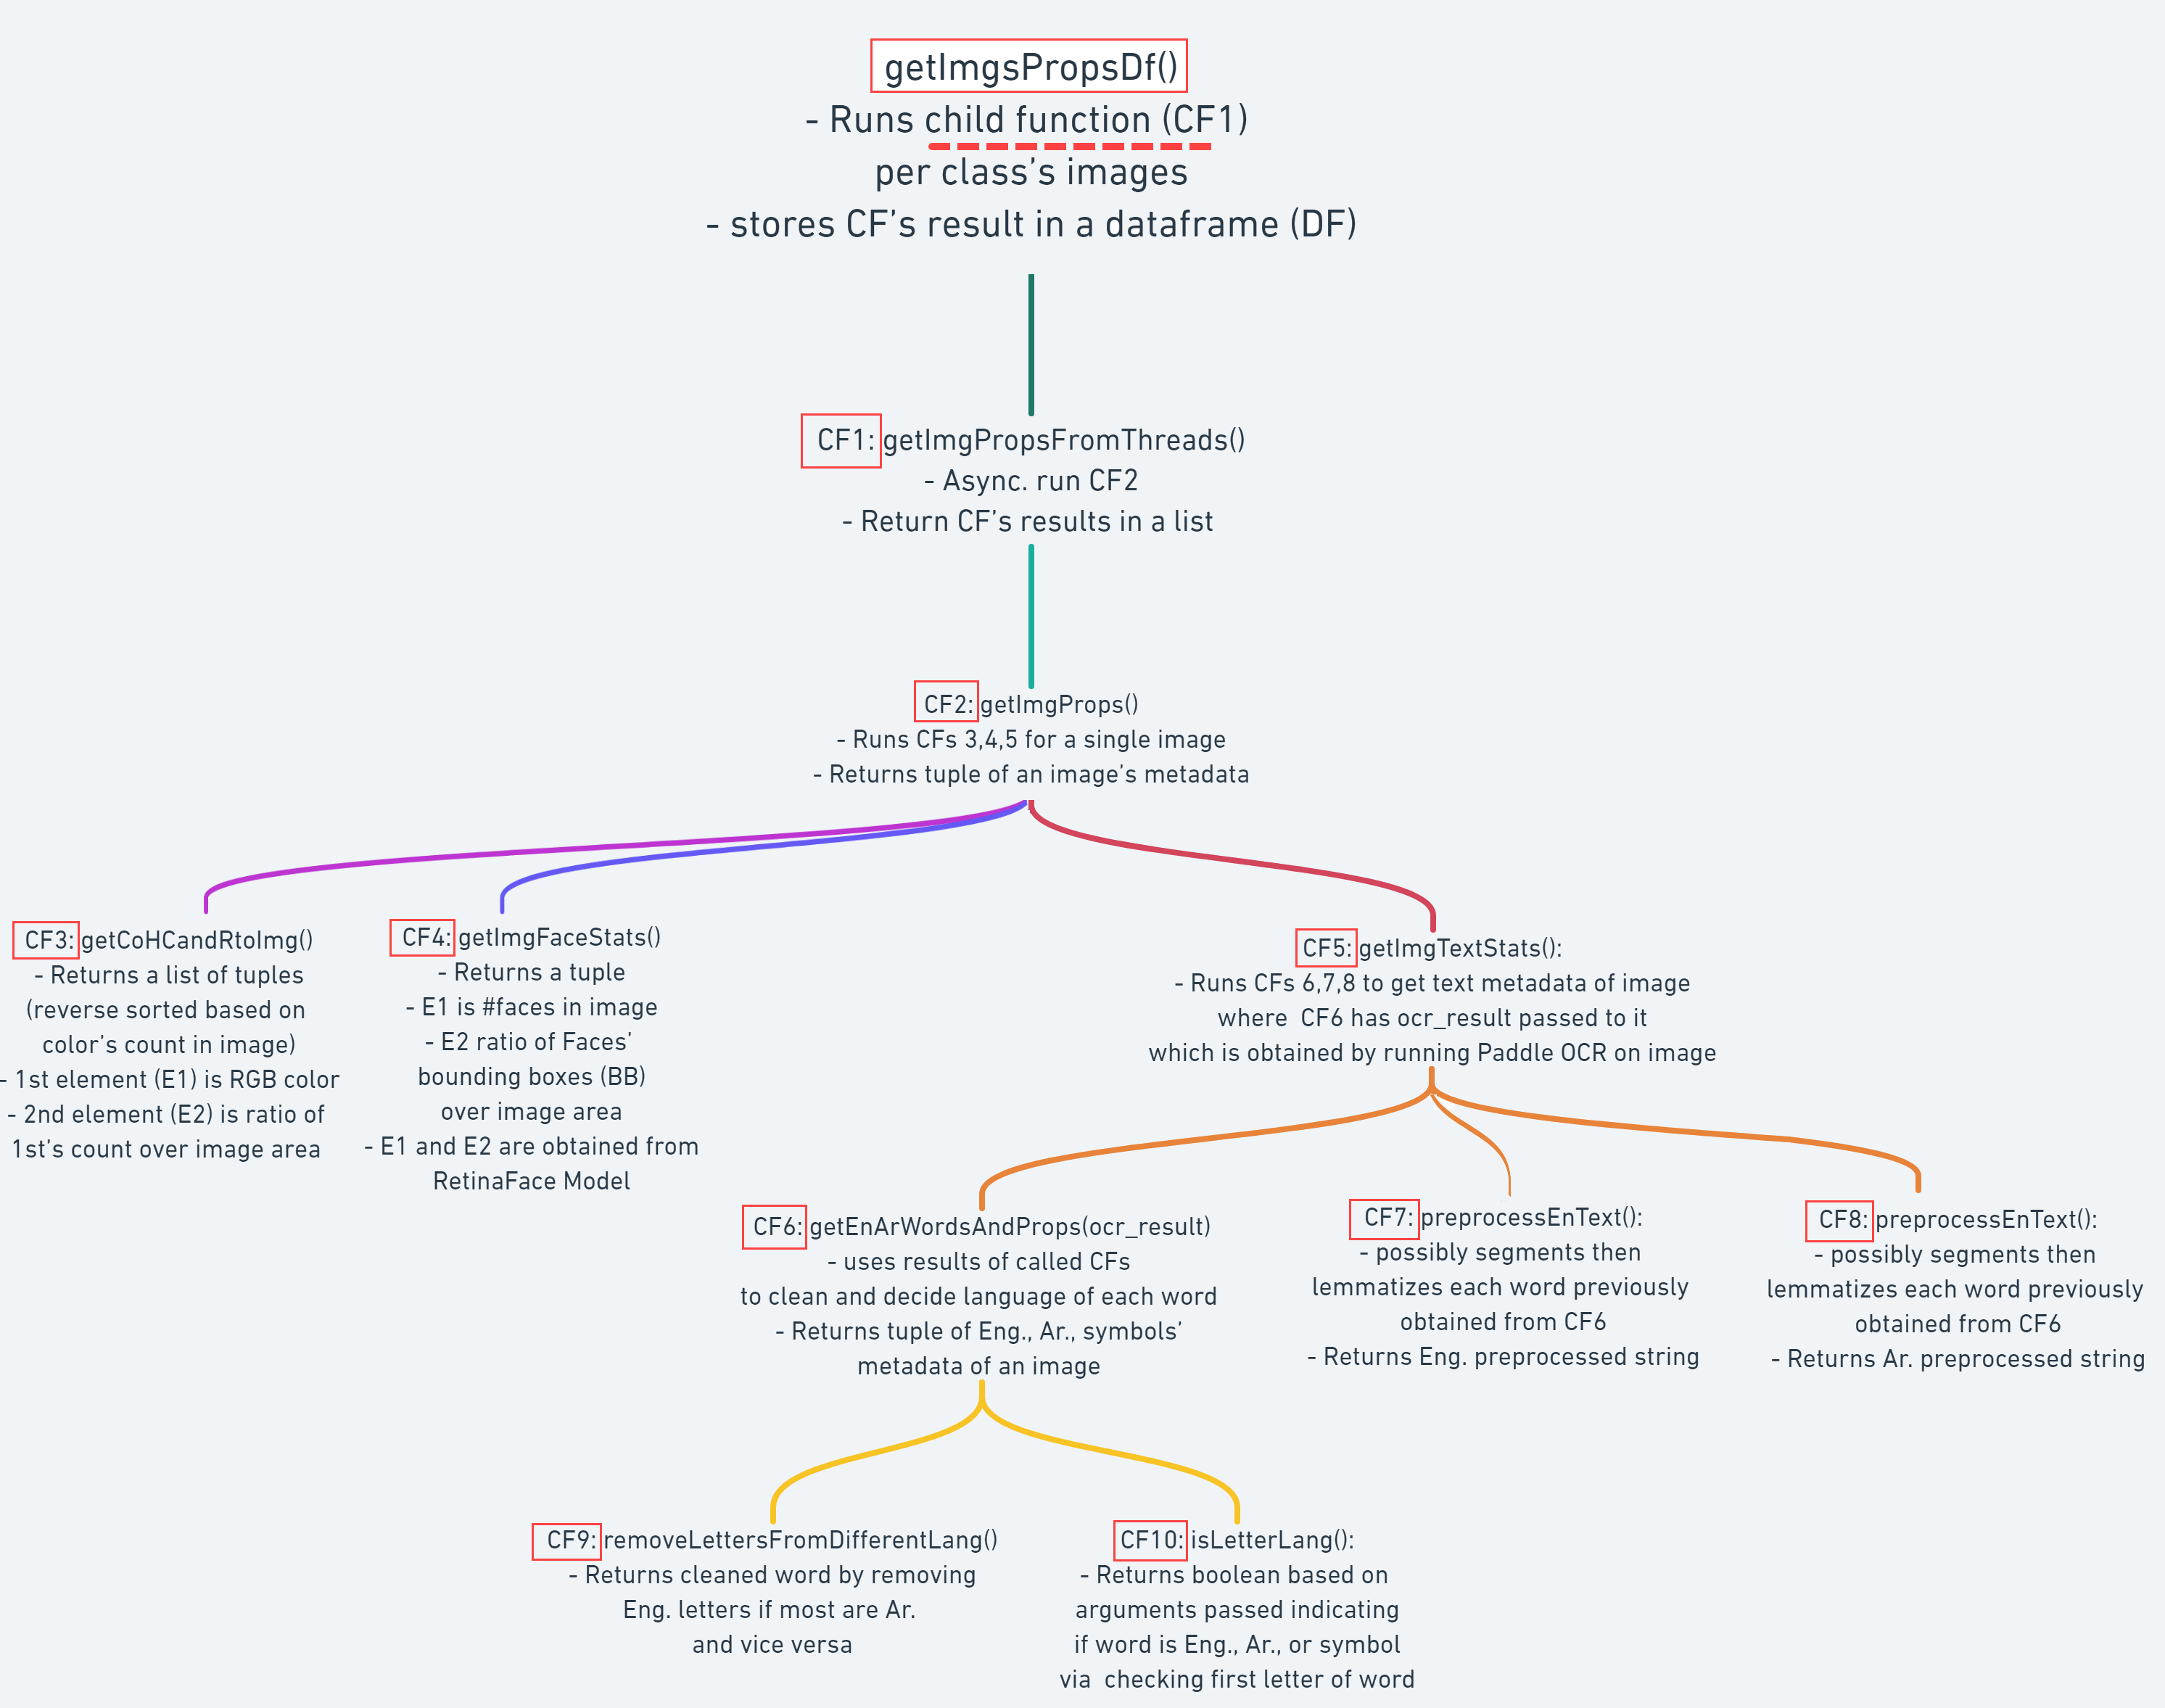 getImgsPropsDf()
- Runs child function (CF1)
per class’s images
- stores CF’s result in a dataframe (DF)
CF1: getImgPropsFromThreads()
- Async. run CF2
- Return CF’s results in a list
CF2: getImgProps()
- Runs CFs 3,4,5 for a single image
- Returns tuple of an image’s metadata
CF3: getCoHCandRtoImg()
- Returns a list of tuples
(reverse sorted based on
color’s count in image)
- 1st element (E1) is RGB color
- 2nd element (E2) is ratio of
1st’s count over image area
CF4: getImgFaceStats()
- Returns a tuple
- E1 is #faces in image
- E2 ratio of Faces’
bounding boxes (BB)
over image area
- E1 and E2 are obtained from
RetinaFace Model
CF5: getImgTextStats():
- Runs CFs 6,7,8 to get text metadata of image
where  CF6 has ocr_result passed to it
which is obtained by running Paddle OCR on image
CF6: getEnArWordsAndProps(ocr_result)
- uses results of called CFs
to clean and decide language of each word
- Returns tuple of Eng., Ar., symbols’
metadata of an image
CF7: preprocessEnText():
- possibly segments then
lemmatizes each word previously
obtained from CF6
- Returns Eng. preprocessed string
CF8: preprocessEnText():
- possibly segments then
lemmatizes each word previously
obtained from CF6
- Returns Ar. preprocessed string
CF9: removeLettersFromDifferentLang()
- Returns cleaned word by removing
Eng. letters if most are Ar.
and vice versa
CF10: isLetterLang():
- Returns boolean based on
arguments passed indicating
if word is Eng., Ar., or symbol
via  checking first letter of word